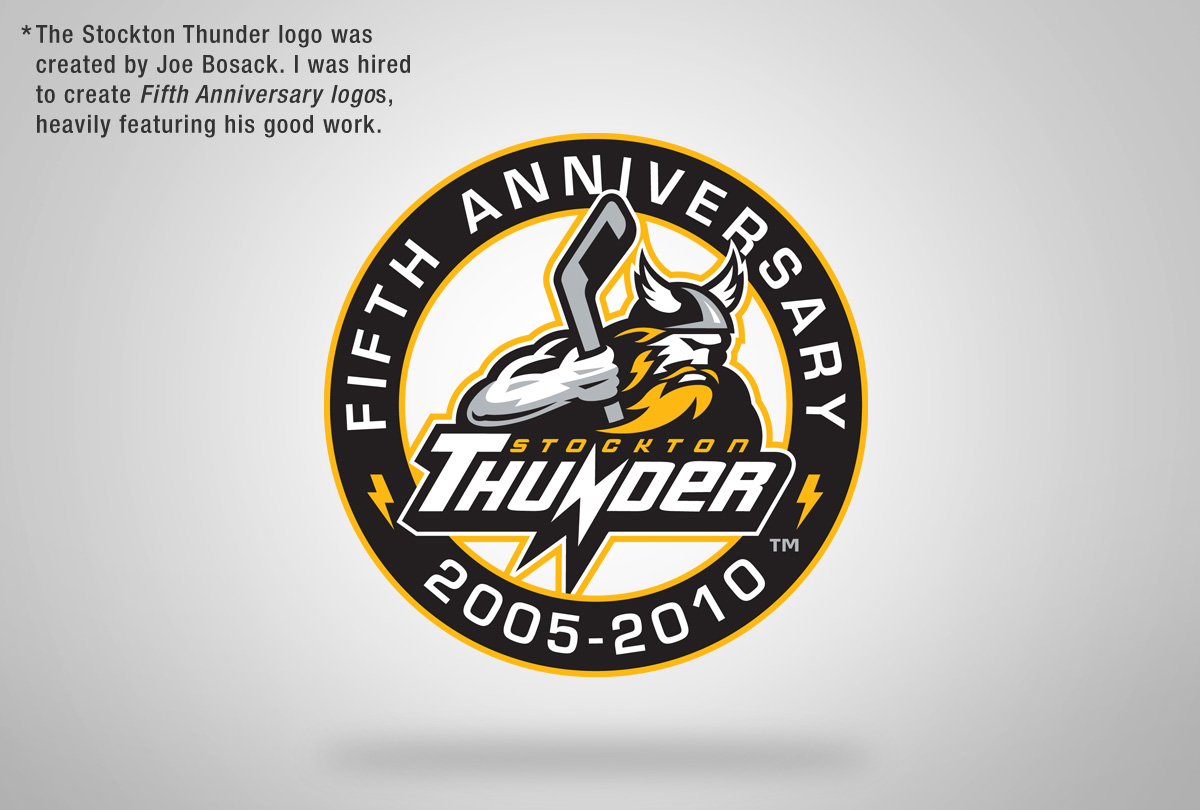 *The Stockton Thunder logo was
created by Joe Bosack. I was hired
to create Fifth Anniversary logos,
heavily featuring his good work.
FIFTH ANNIVERSARY
STOCKTON
THUNDER
TM
2005-2010